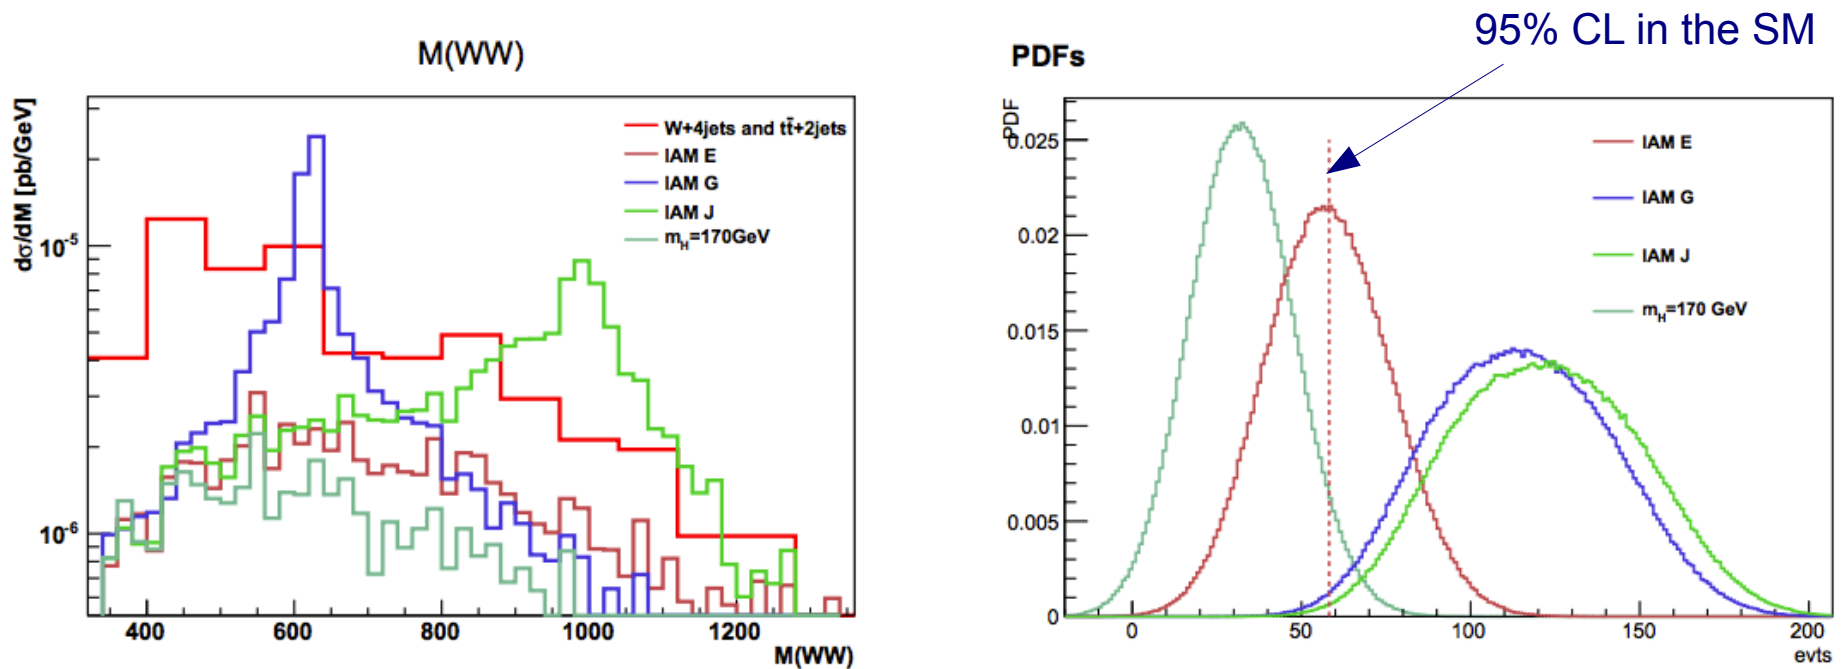 95% CL in the SM
M(WW)
dσ/dM [pb/GeV]
W+4jets and tt̄+2jets
IAM E
IAM G
IAM J
m_H=170GeV
10⁻⁵
10⁻⁶
400 600 800 1000 1200
M(WW)
PDFs
PDF
0.025
0.02
0.015
0.01
0.005
0
IAM E
IAM G
IAM J
m_H=170 GeV
0 50 100 150 200
evts